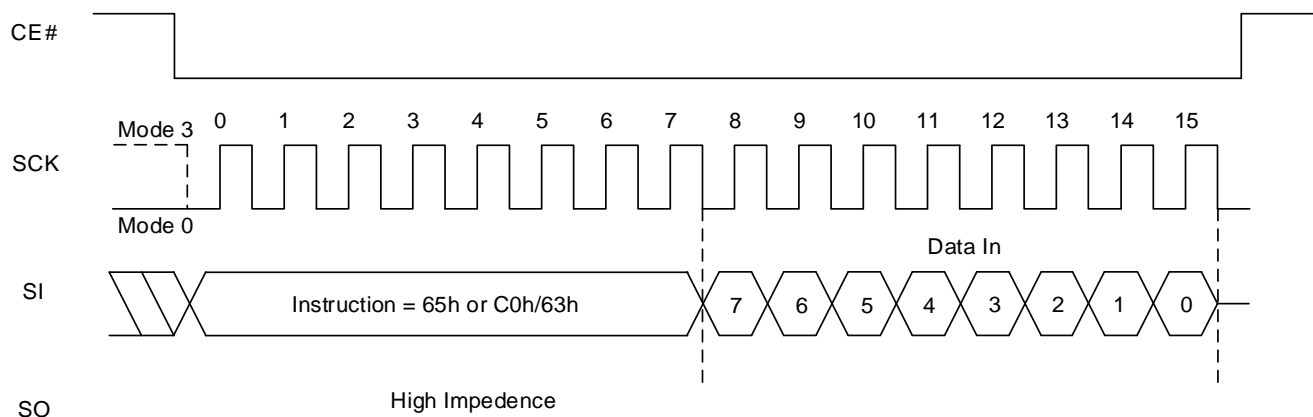 CE#
0 1 2 3 4 5 6 7 8 9 10 11 12 13 14 15
Mode 3
SCK
Mode 0
Data In
SI
Instruction = 65h or C0h/63h
7 6 5 4 3 2 1 0
High Impedence
SO